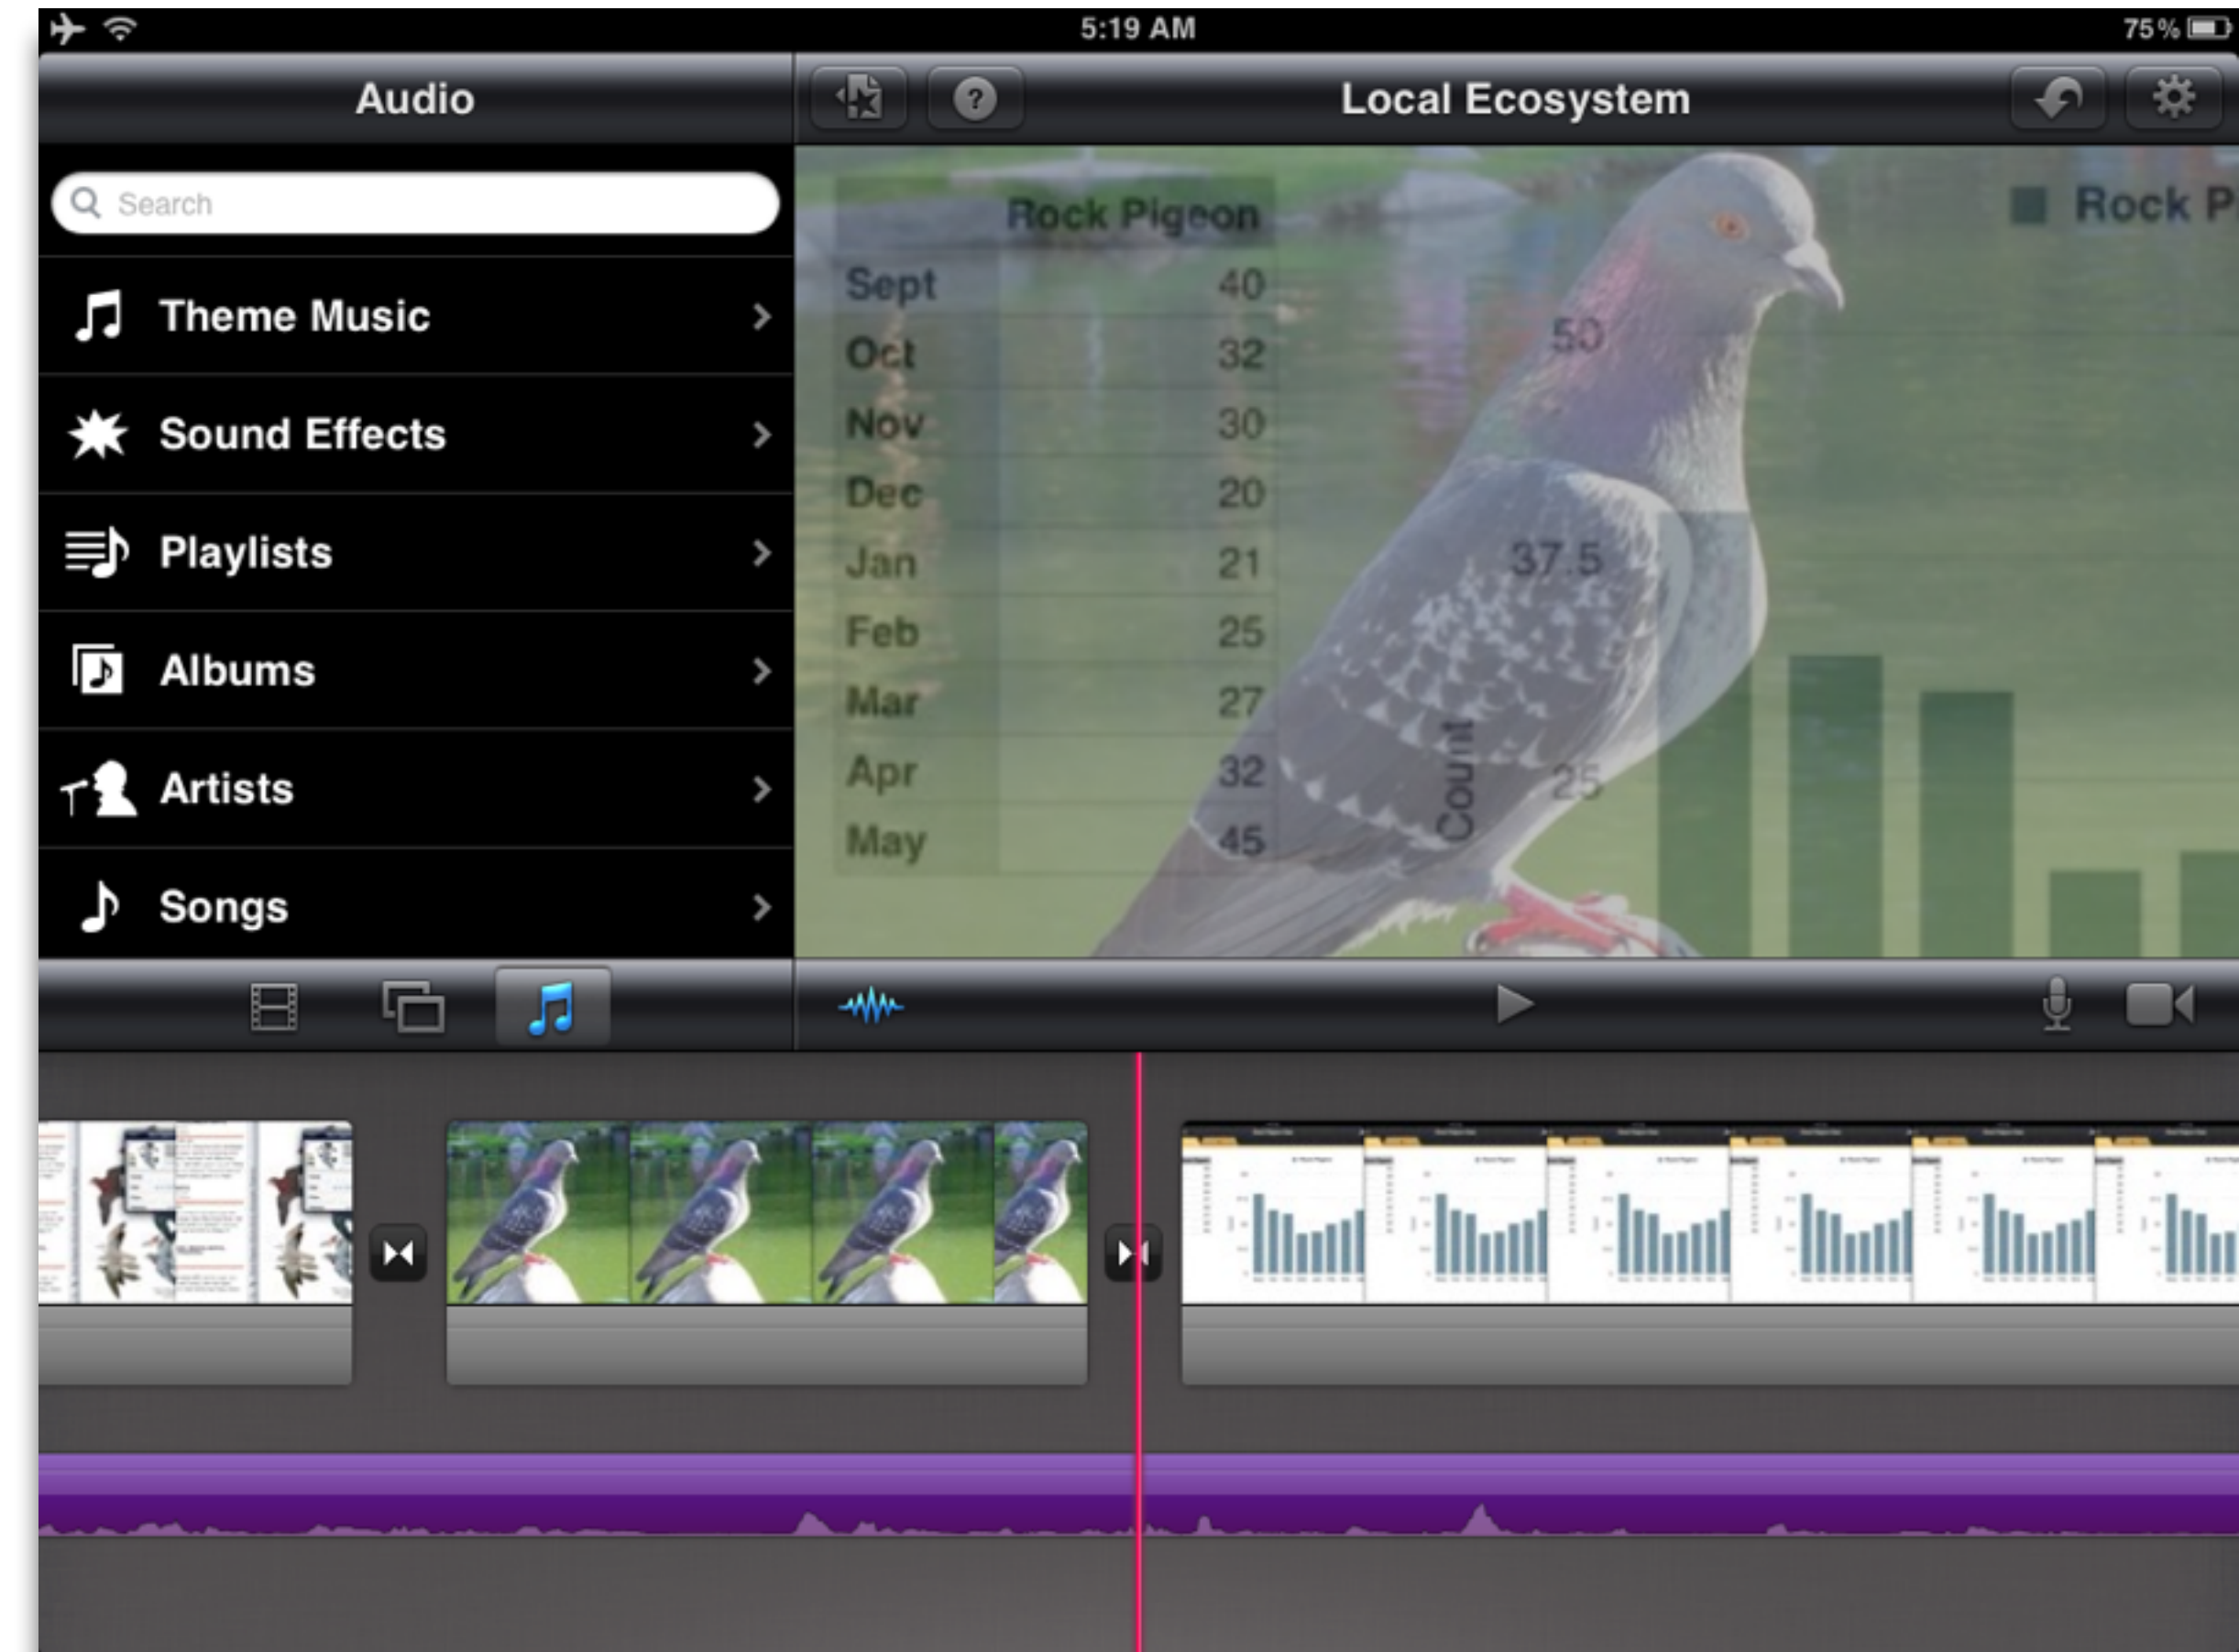 5:19 AM
75%
Audio
?
Local Ecosystem
Search
Theme Music
Sound Effects
Playlists
Albums
Artists
Songs
Rock Pigeon
Sept 40
Oct 32
Nov 30
Dec 20
Jan 21
Feb 25
Mar 27
Apr 32
May 45
Rock P
50
37.5
25
Count